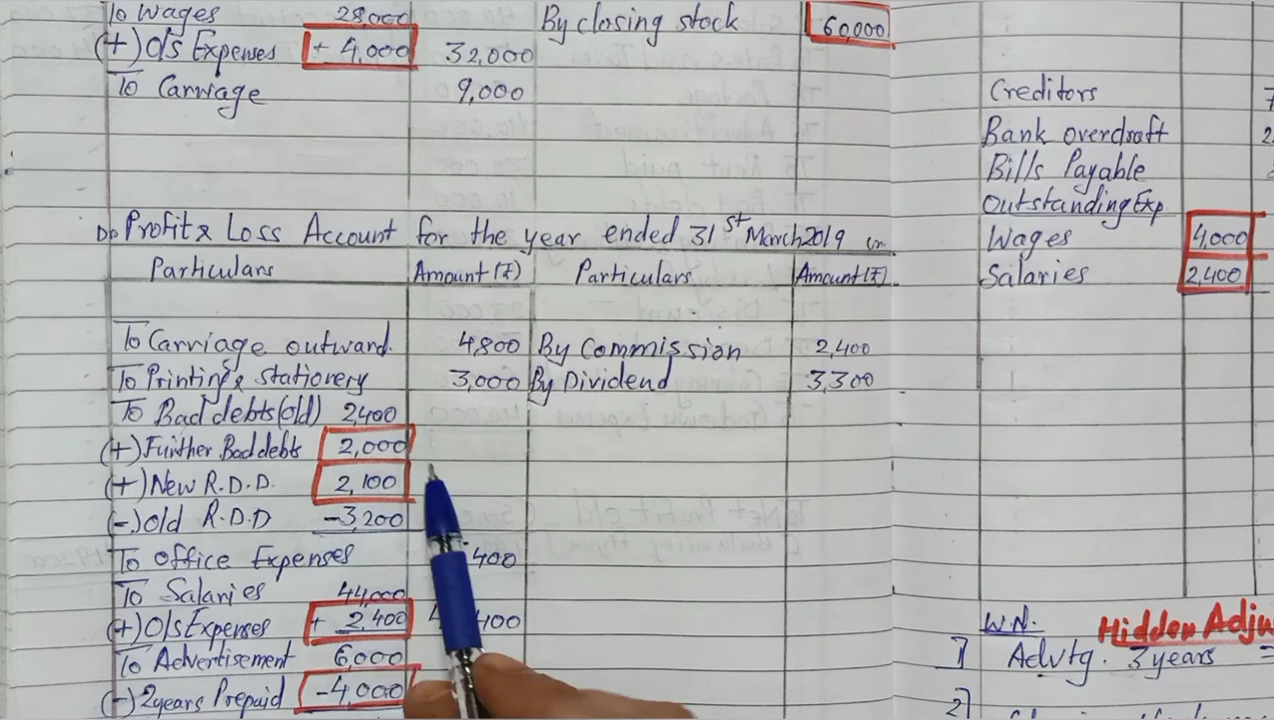 To Wages 28,000 By closing stock 60,000
(+) O/s Expenses + 4,000 32,000
To Carriage 9,000
Creditors
Bank overdraft
Bills Payable
Outstanding Exp.
Wages 4,000
Salaries 2,400
Dr. Profit & Loss Account for the year ended 31st March 2019 Cr
Particulars Amount (₹) Particulars Amount (₹)
To Carriage outward. 4,800 By Commission 2,400
To Printing & Stationery 3,000 By Dividend 3,300
To Bad debts (old) 2400
(+) Further Bad debts 2,000
(+) New R.D.D. 2,100
(-) old R.D.D -3,200
To office Expenses 400
To Salaries 44,000
(+) O/s Expenses + 2,400 400
To Advertisement 6,000
(-) 2 years Prepaid -4,000
W.N. Hidden Adju
1] Advtg. 3 years =
2]